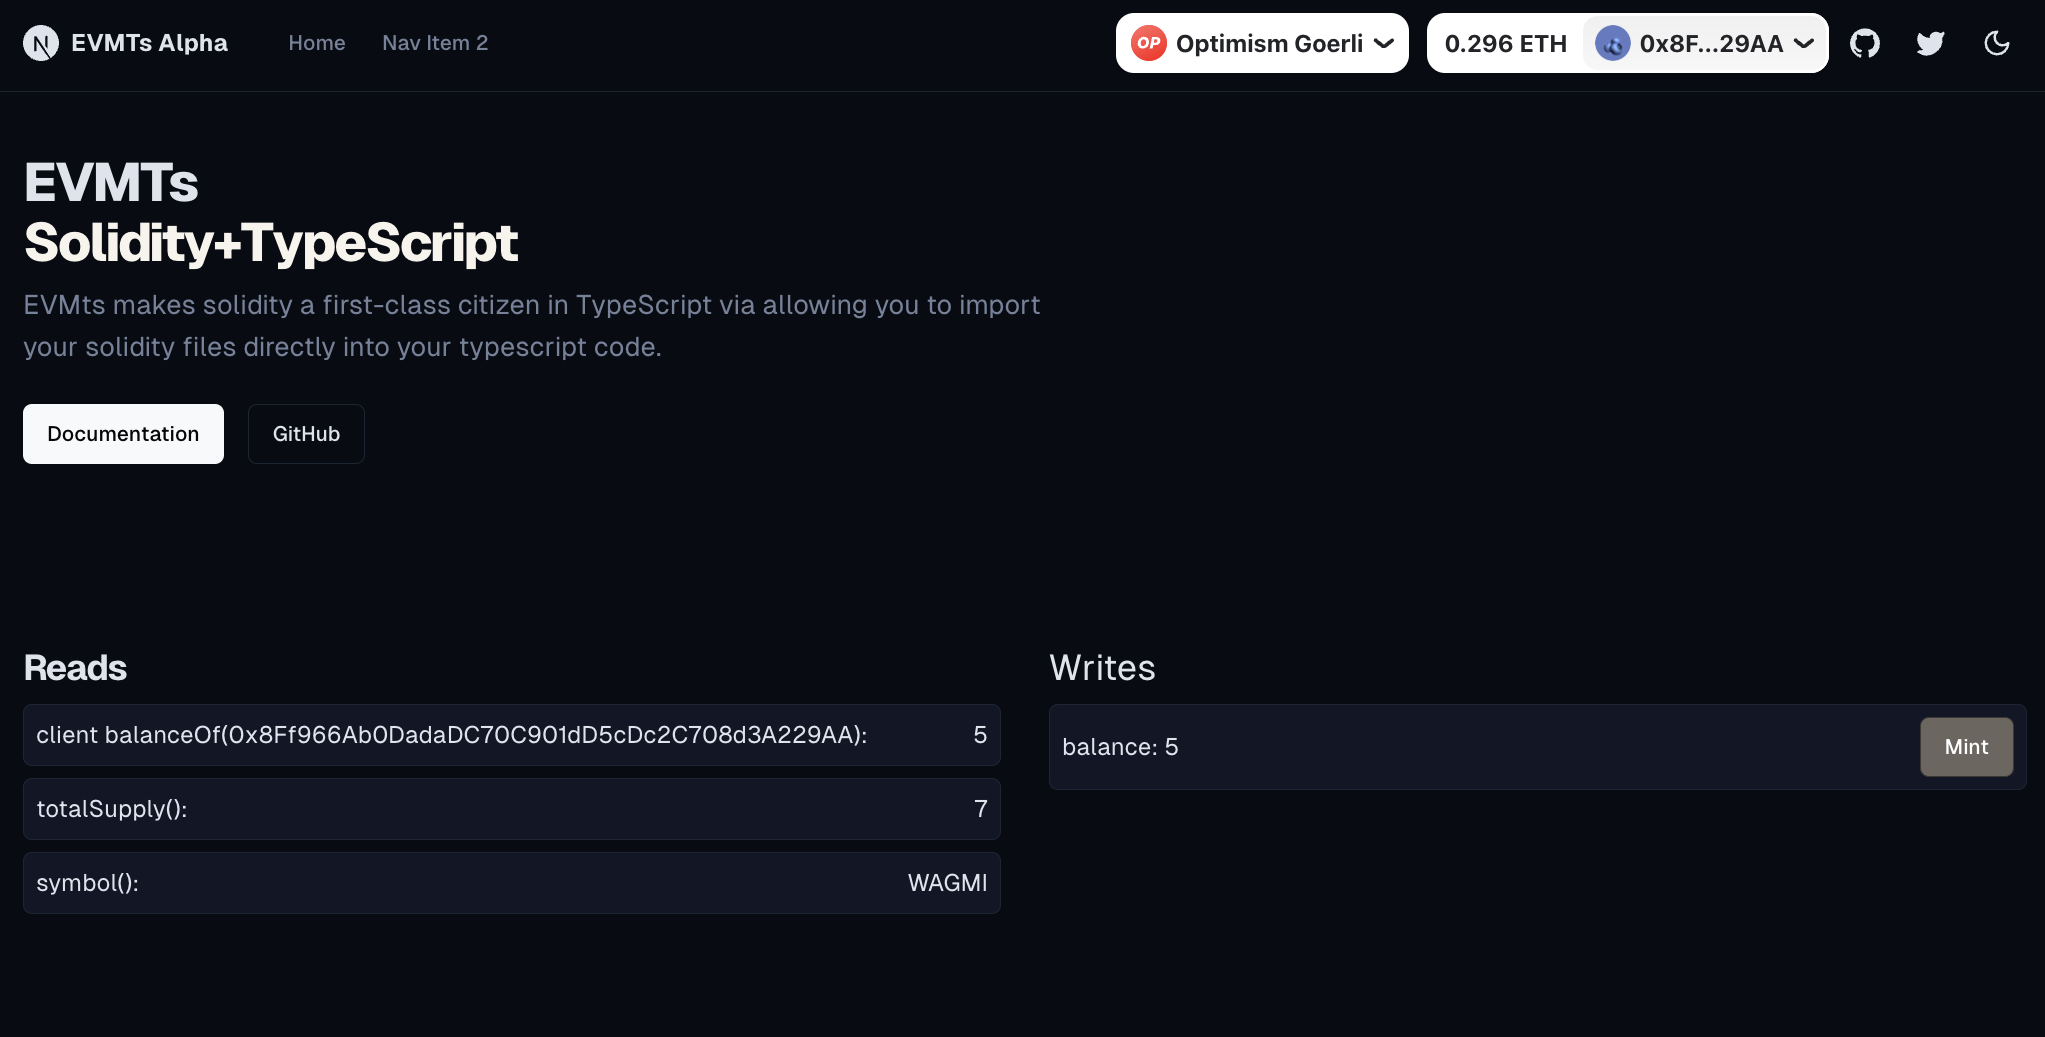 EVMTs Alpha
Home
Nav Item 2
OP Optimism Goerli
0.296 ETH
0x8F...29AA
EVMTs
Solidity+TypeScript
EVMts makes solidity a first-class citizen in TypeScript via allowing you to import
your solidity files directly into your typescript code.
Documentation
GitHub
Reads
client balanceOf(0x8Ff966Ab0DadaDC70C901dD5cDc2C708d3A229AA): 5
totalSupply(): 7
symbol(): WAGMI
Writes
balance: 5
Mint